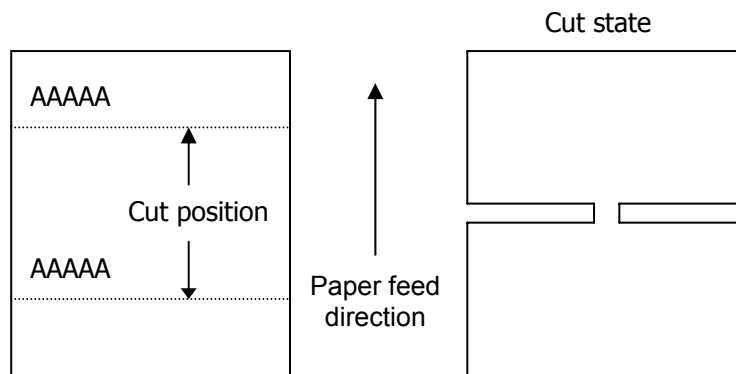 Cut state
AAAAA
Cut position
AAAAA
Paper feed
direction